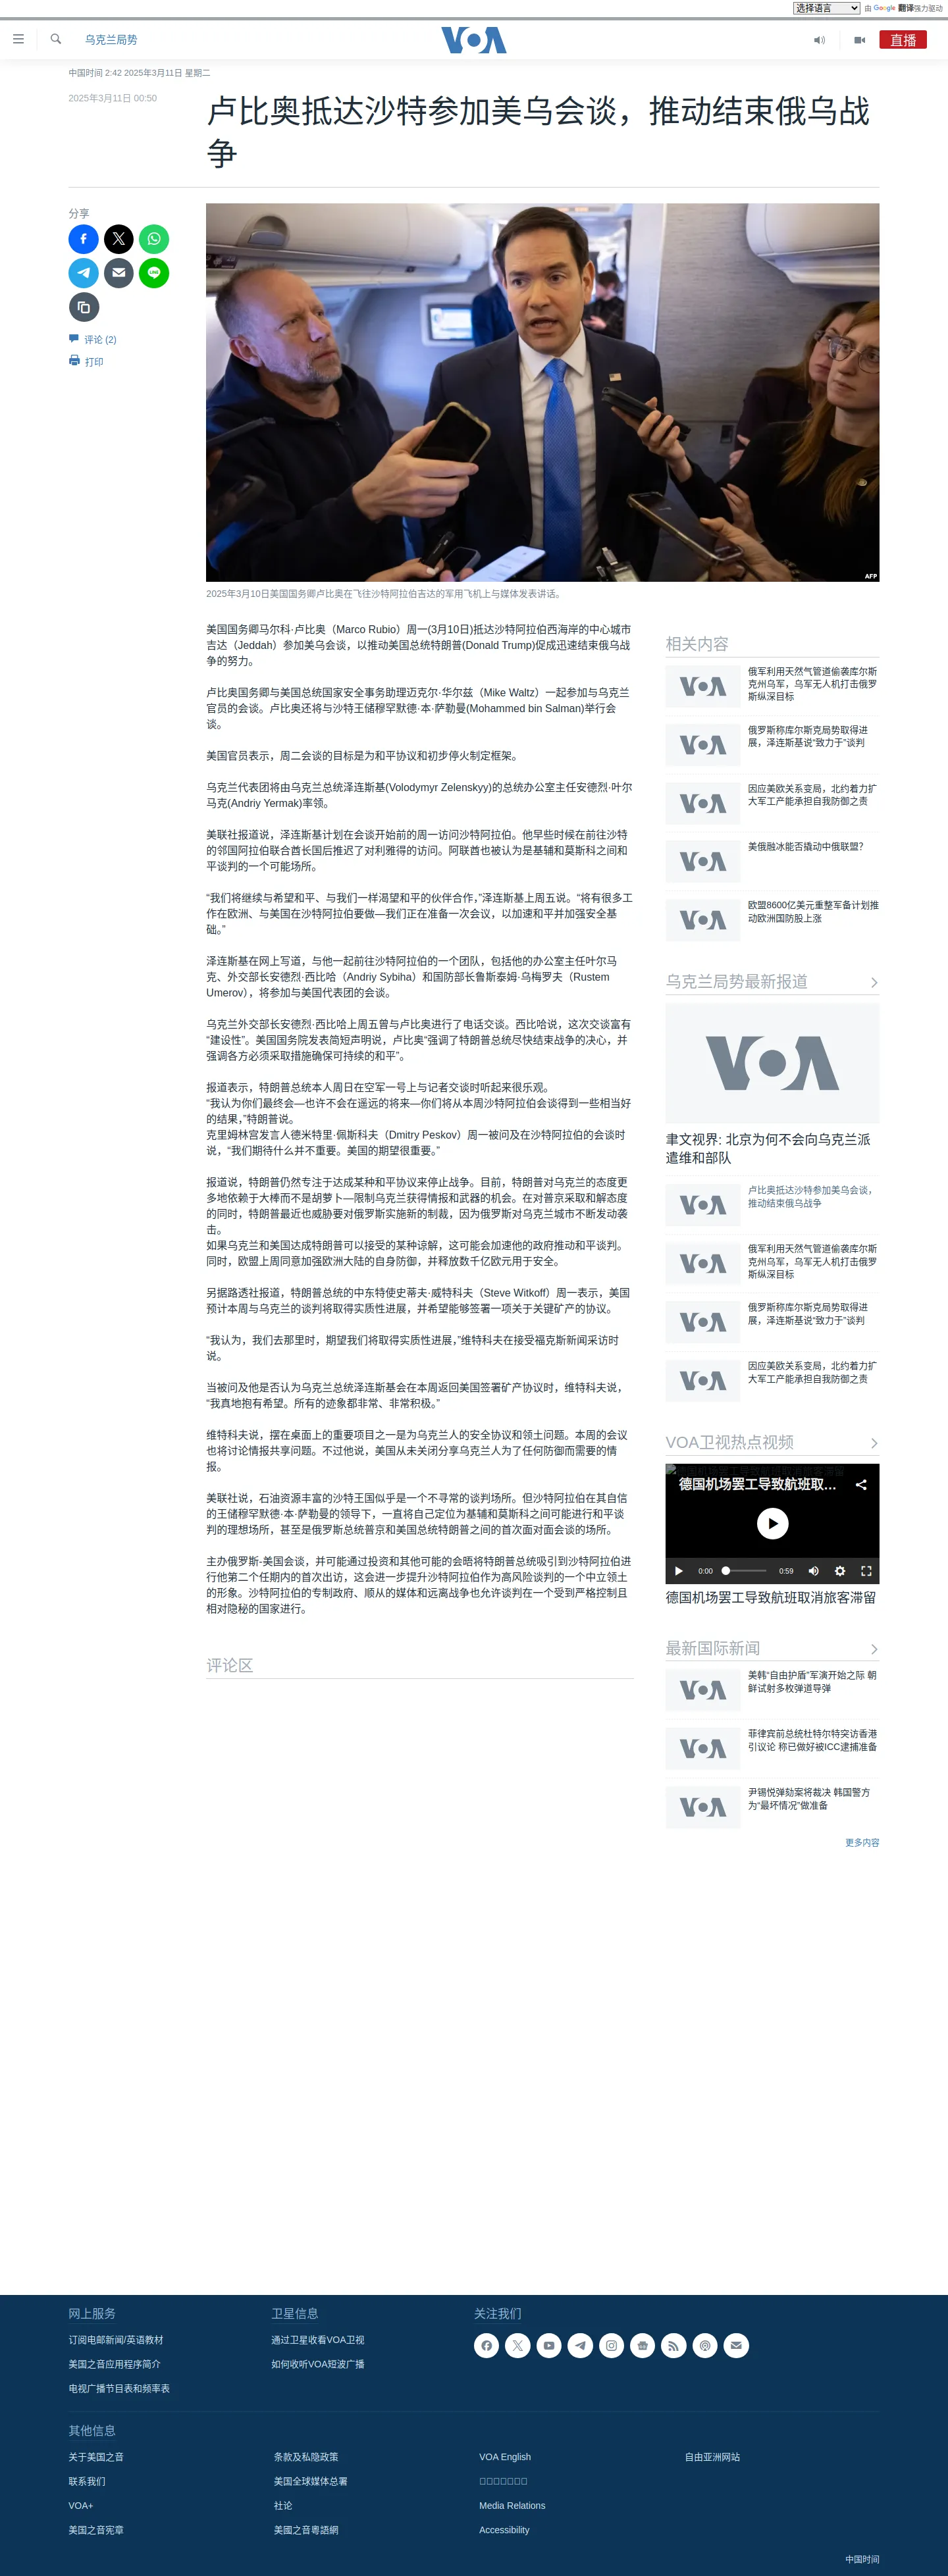 选择语言 由 Google 翻译强力驱动
乌克兰局势
VOA
直播
中国时间 2:42 2025年3月11日 星期二
2025年3月11日 00:50
卢比奥抵达沙特参加美乌会谈，推动结束俄乌战
争
分享
评论 (2)
打印
AFP
2025年3月10日美国国务卿卢比奥在飞往沙特阿拉伯吉达的军用飞机上与媒体发表讲话。
美国国务卿马尔科·卢比奥（Marco Rubio）周一(3月10日)抵达沙特阿拉伯西海岸的中心城市
吉达（Jeddah）参加美乌会谈，以推动美国总统特朗普(Donald Trump)促成迅速结束俄乌战
争的努力。
卢比奥国务卿与美国总统国家安全事务助理迈克尔·华尔兹（Mike Waltz）一起参加与乌克兰
官员的会谈。卢比奥还将与沙特王储穆罕默德·本·萨勒曼(Mohammed bin Salman)举行会
谈。
美国官员表示，周二会谈的目标是为和平协议和初步停火制定框架。
乌克兰代表团将由乌克兰总统泽连斯基(Volodymyr Zelenskyy)的总统办公室主任安德烈·叶尔
马克(Andriy Yermak)率领。
美联社报道说，泽连斯基计划在会谈开始前的周一访问沙特阿拉伯。他早些时候在前往沙特
的邻国阿拉伯联合酋长国后推迟了对利雅得的访问。阿联酋也被认为是基辅和莫斯科之间和
平谈判的一个可能场所。
“我们将继续与希望和平、与我们一样渴望和平的伙伴合作，”泽连斯基上周五说。“将有很多工
作在欧洲、与美国在沙特阿拉伯要做—我们正在准备一次会议，以加速和平并加强安全基
础。”
泽连斯基在网上写道，与他一起前往沙特阿拉伯的一个团队，包括他的办公室主任叶尔马
克、外交部长安德烈·西比哈（Andriy Sybiha）和国防部长鲁斯泰姆·乌梅罗夫（Rustem
Umerov），将参加与美国代表团的会谈。
乌克兰外交部长安德烈·西比哈上周五曾与卢比奥进行了电话交谈。西比哈说，这次交谈富有
“建设性”。美国国务院发表简短声明说，卢比奥“强调了特朗普总统尽快结束战争的决心，并
强调各方必须采取措施确保可持续的和平”。
报道表示，特朗普总统本人周日在空军一号上与记者交谈时听起来很乐观。
“我认为你们最终会—也许不会在遥远的将来—你们将从本周沙特阿拉伯会谈得到一些相当好
的结果，”特朗普说。
克里姆林宫发言人德米特里·佩斯科夫（Dmitry Peskov）周一被问及在沙特阿拉伯的会谈时
说，“我们期待什么并不重要。美国的期望很重要。”
报道说，特朗普仍然专注于达成某种和平协议来停止战争。目前，特朗普对乌克兰的态度更
多地依赖于大棒而不是胡萝卜—限制乌克兰获得情报和武器的机会。在对普京采取和解态度
的同时，特朗普最近也威胁要对俄罗斯实施新的制裁，因为俄罗斯对乌克兰城市不断发动袭
击。
如果乌克兰和美国达成特朗普可以接受的某种谅解，这可能会加速他的政府推动和平谈判。
同时，欧盟上周同意加强欧洲大陆的自身防御，并释放数千亿欧元用于安全。
另据路透社报道，特朗普总统的中东特使史蒂夫·威特科夫（Steve Witkoff）周一表示，美国
预计本周与乌克兰的谈判将取得实质性进展，并希望能够签署一项关于关键矿产的协议。
“我认为，我们去那里时，期望我们将取得实质性进展，”维特科夫在接受福克斯新闻采访时
说。
当被问及他是否认为乌克兰总统泽连斯基会在本周返回美国签署矿产协议时，维特科夫说，
“我真地抱有希望。所有的迹象都非常、非常积极。”
维特科夫说，摆在桌面上的重要项目之一是为乌克兰人的安全协议和领土问题。本周的会议
也将讨论情报共享问题。不过他说，美国从未关闭分享乌克兰人为了任何防御而需要的情
报。
美联社说，石油资源丰富的沙特王国似乎是一个不寻常的谈判场所。但沙特阿拉伯在其自信
的王储穆罕默德·本·萨勒曼的领导下，一直将自己定位为基辅和莫斯科之间可能进行和平谈
判的理想场所，甚至是俄罗斯总统普京和美国总统特朗普之间的首次面对面会谈的场所。
主办俄罗斯-美国会谈，并可能通过投资和其他可能的会晤将特朗普总统吸引到沙特阿拉伯进
行他第二个任期内的首次出访，这会进一步提升沙特阿拉伯作为高风险谈判的一个中立领土
的形象。沙特阿拉伯的专制政府、顺从的媒体和远离战争也允许谈判在一个受到严格控制且
相对隐秘的国家进行。
评论区
相关内容
VOA
俄军利用天然气管道偷袭库尔斯
克州乌军，乌军无人机打击俄罗
斯纵深目标
VOA
俄罗斯称库尔斯克局势取得进
展，泽连斯基说“致力于”谈判
VOA
因应美欧关系变局，北约着力扩
大军工产能承担自我防御之责
VOA
美俄融冰能否撬动中俄联盟？
VOA
欧盟8600亿美元重整军备计划推
动欧洲国防股上涨
乌克兰局势最新报道
VOA
聿文视界: 北京为何不会向乌克兰派
遣维和部队
VOA
卢比奥抵达沙特参加美乌会谈，
推动结束俄乌战争
VOA
俄军利用天然气管道偷袭库尔斯
克州乌军，乌军无人机打击俄罗
斯纵深目标
VOA
俄罗斯称库尔斯克局势取得进
展，泽连斯基说“致力于”谈判
VOA
因应美欧关系变局，北约着力扩
大军工产能承担自我防御之责
VOA卫视热点视频
德国机场罢工导致航班取…
0:00 0:59
德国机场罢工导致航班取消旅客滞留
最新国际新闻
VOA
美韩“自由护盾”军演开始之际 朝
鲜试射多枚弹道导弹
VOA
菲律宾前总统杜特尔特突访香港
引议论 称已做好被ICC逮捕准备
VOA
尹锡悦弹劾案将裁决 韩国警方
为“最坏情况”做准备
更多内容
网上服务
订阅电邮新闻/英语教材
美国之音应用程序简介
电视广播节目表和频率表
卫星信息
通过卫星收看VOA卫视
如何收听VOA短波广播
关注我们
其他信息
关于美国之音
联系我们
VOA+
美国之音宪章
条款及私隐政策
美国全球媒体总署
社论
美國之音粵語網
VOA English
Media Relations
Accessibility
自由亚洲网站
中国时间